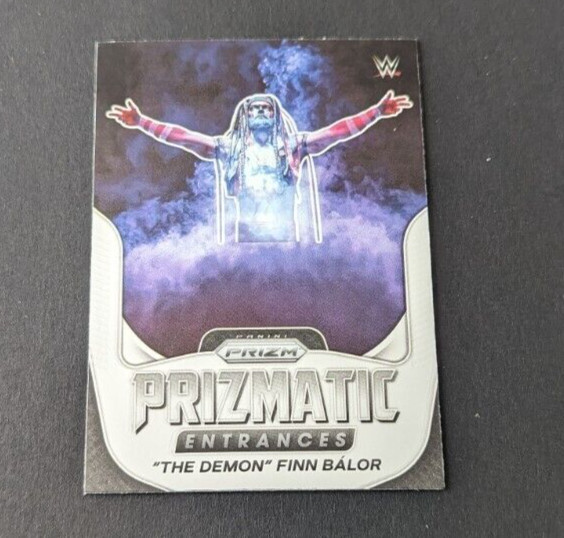 W
PANINI
PRIZM
PRIZMATIC
ENTRANCES
"THE DEMON" FINN BÁLOR